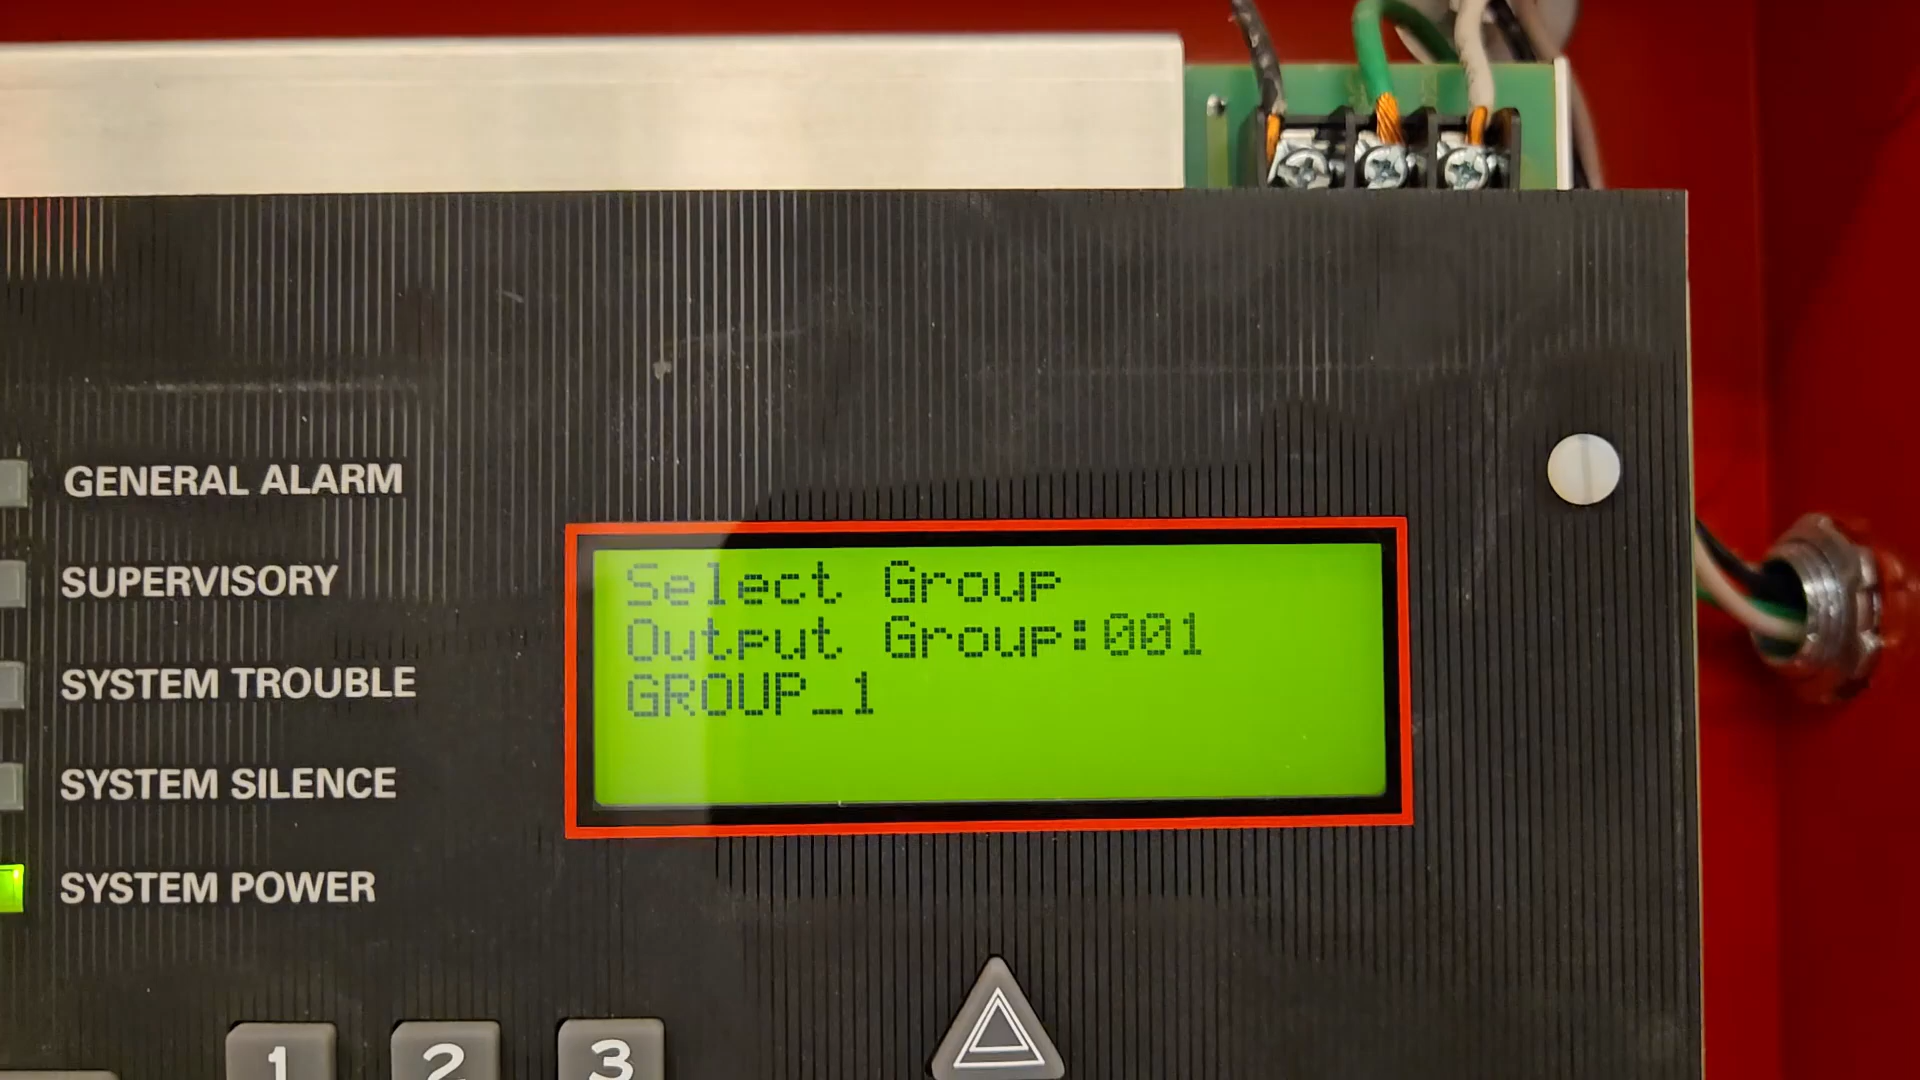 GENERAL ALARM
SUPERVISORY
SYSTEM TROUBLE
SYSTEM SILENCE
SYSTEM POWER
Select Group
Output Group:001
GROUP_1
1 2 3